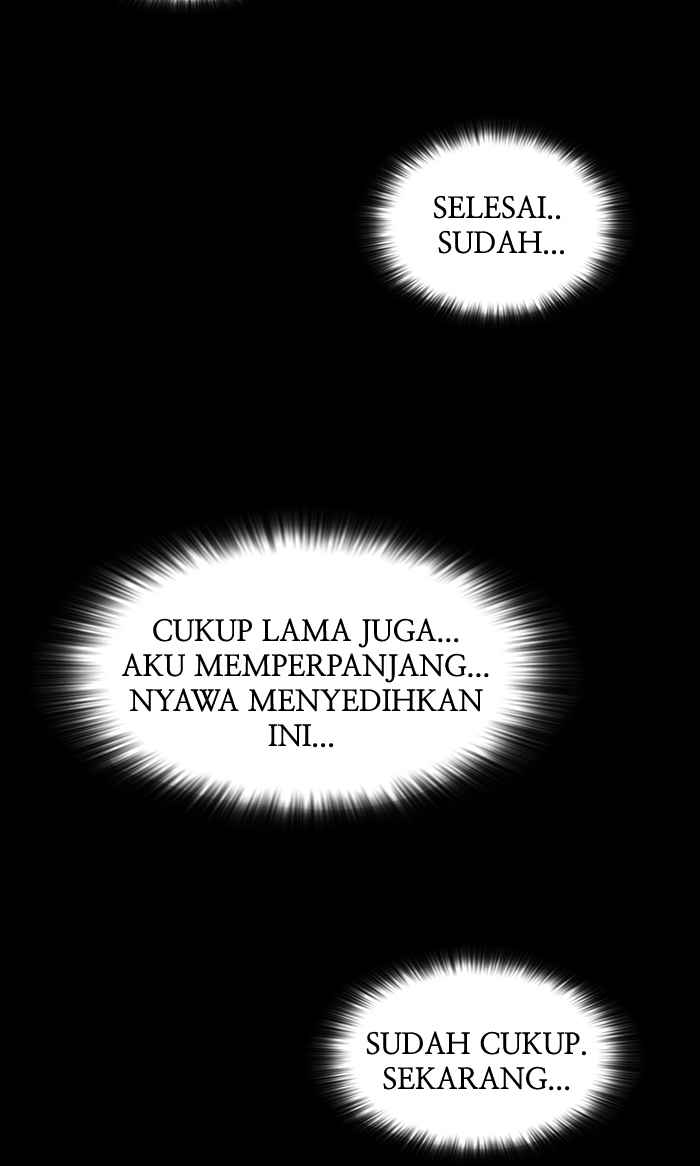 SELESAI..
SUDAH...
CUKUP LAMA JUGA...
AKU MEMPERPANJANG...
NYAWA MENYEDIHKAN
INI...
SUDAH CUKUP.
SEKARANG...